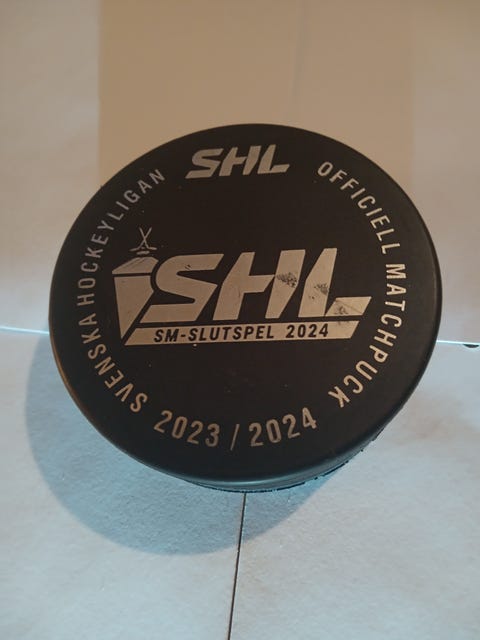 SHL
SVENSKA HOCKEYLIGAN
OFFICIELL MATCHPUCK
SHL
SM-SLUTSPEL 2024
2023 / 2024